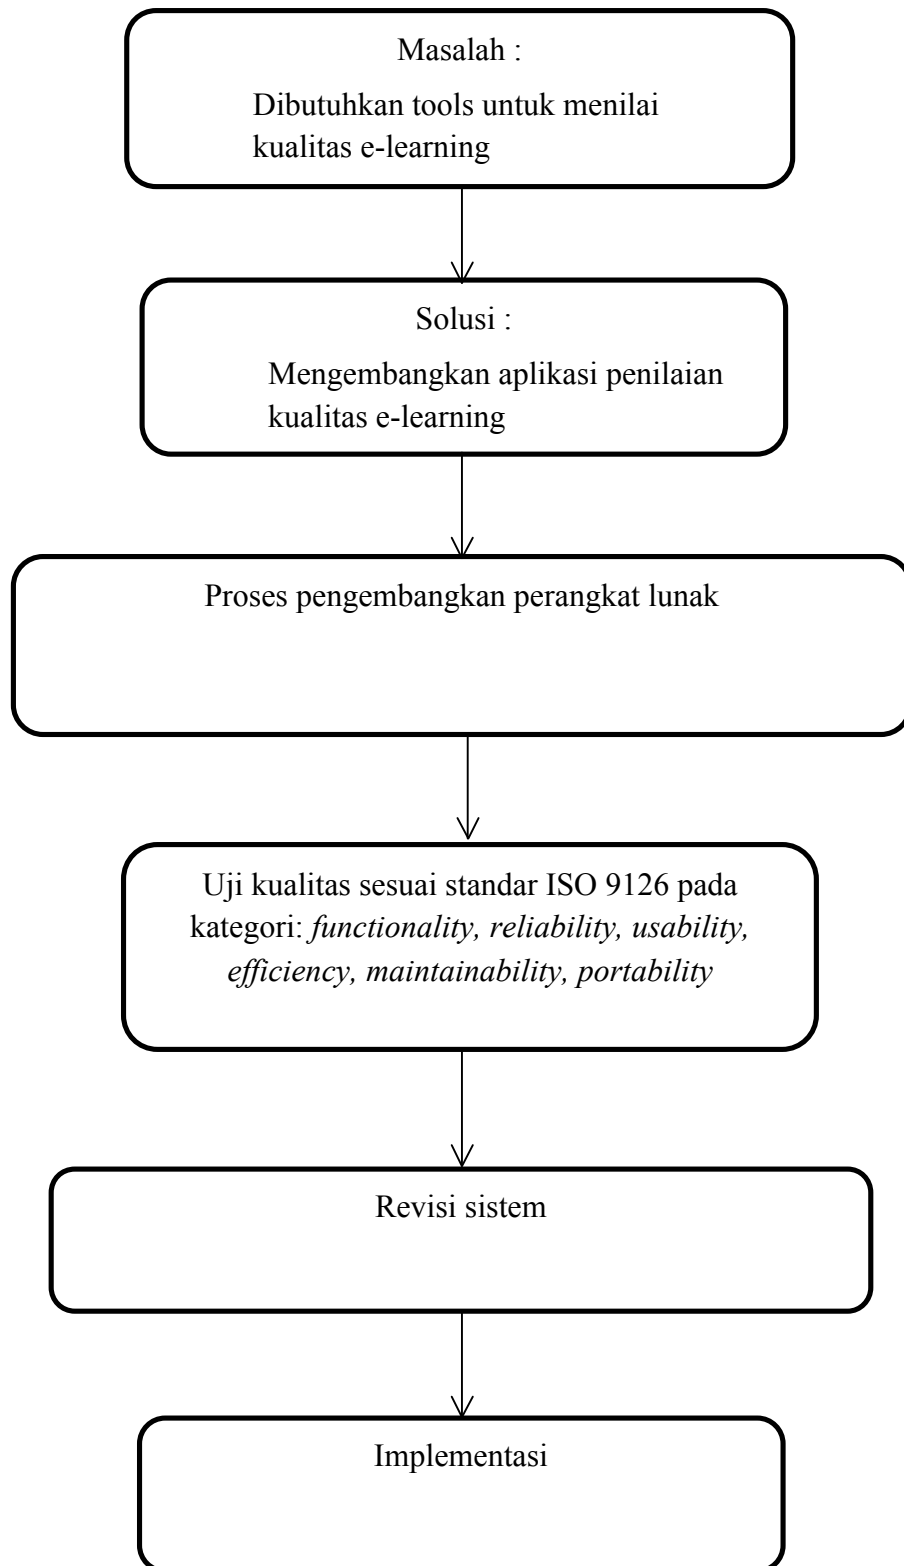 Masalah :
Dibutuhkan tools untuk menilai
kualitas e-learning
Solusi :
Mengembangkan aplikasi penilaian
kualitas e-learning
Proses pengembangkan perangkat lunak
Uji kualitas sesuai standar ISO 9126 pada
kategori: functionality, reliability, usability,
efficiency, maintainability, portability
Revisi sistem
Implementasi